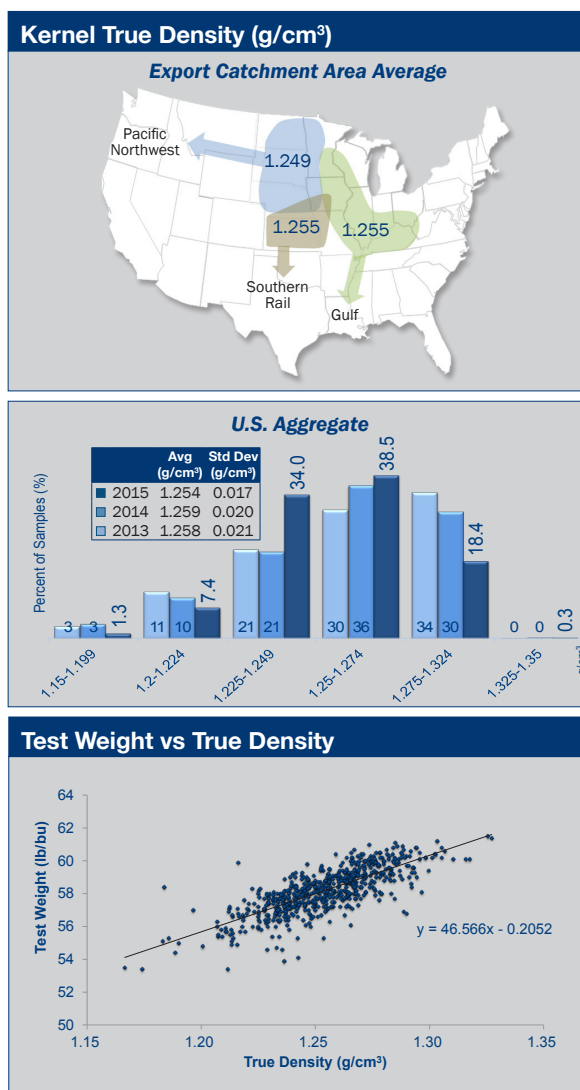 Kernel True Density (g/cm³)
Export Catchment Area Average
Pacific
Northwest
1.249
1.255
1.255
Southern
Rail
Gulf
U.S. Aggregate
Percent of Samples (%)
Avg Std Dev
(g/cm³) (g/cm³)
2015 1.254 0.017
2014 1.259 0.020
2013 1.258 0.021
3 3 1.3
11 10 7.4
21 21 34.0
30 36 38.5
34 30 18.4
0 0 0.3
1.15-1.199
1.2-1.224
1.225-1.249
1.25-1.274
1.275-1.324
1.325-1.35
g/cm³
Test Weight vs True Density
Test Weight (lb/bu)
64
62
60
58
56
54
52
50
y = 46.566x - 0.2052
1.15 1.20 1.25 1.30 1.35
True Density (g/cm³)